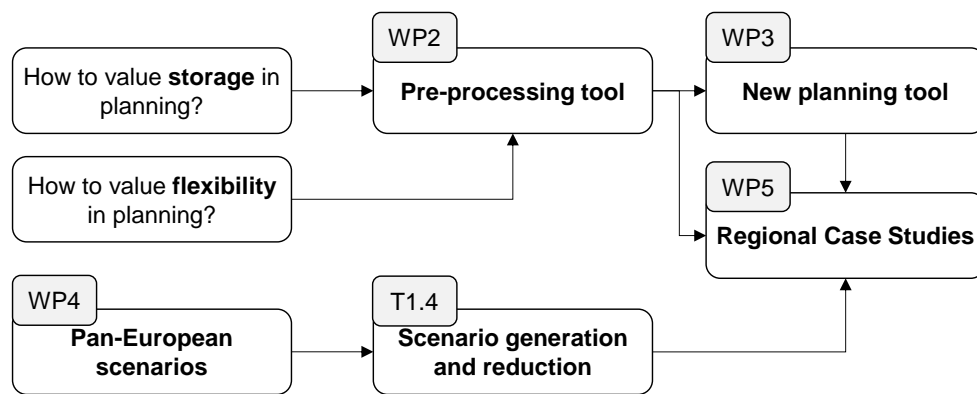 WP2
WP3
How to value storage in
planning?
Pre-processing tool
New planning tool
How to value flexibility
in planning?
WP5
Regional Case Studies
WP4
Pan-European
scenarios
T1.4
Scenario generation
and reduction